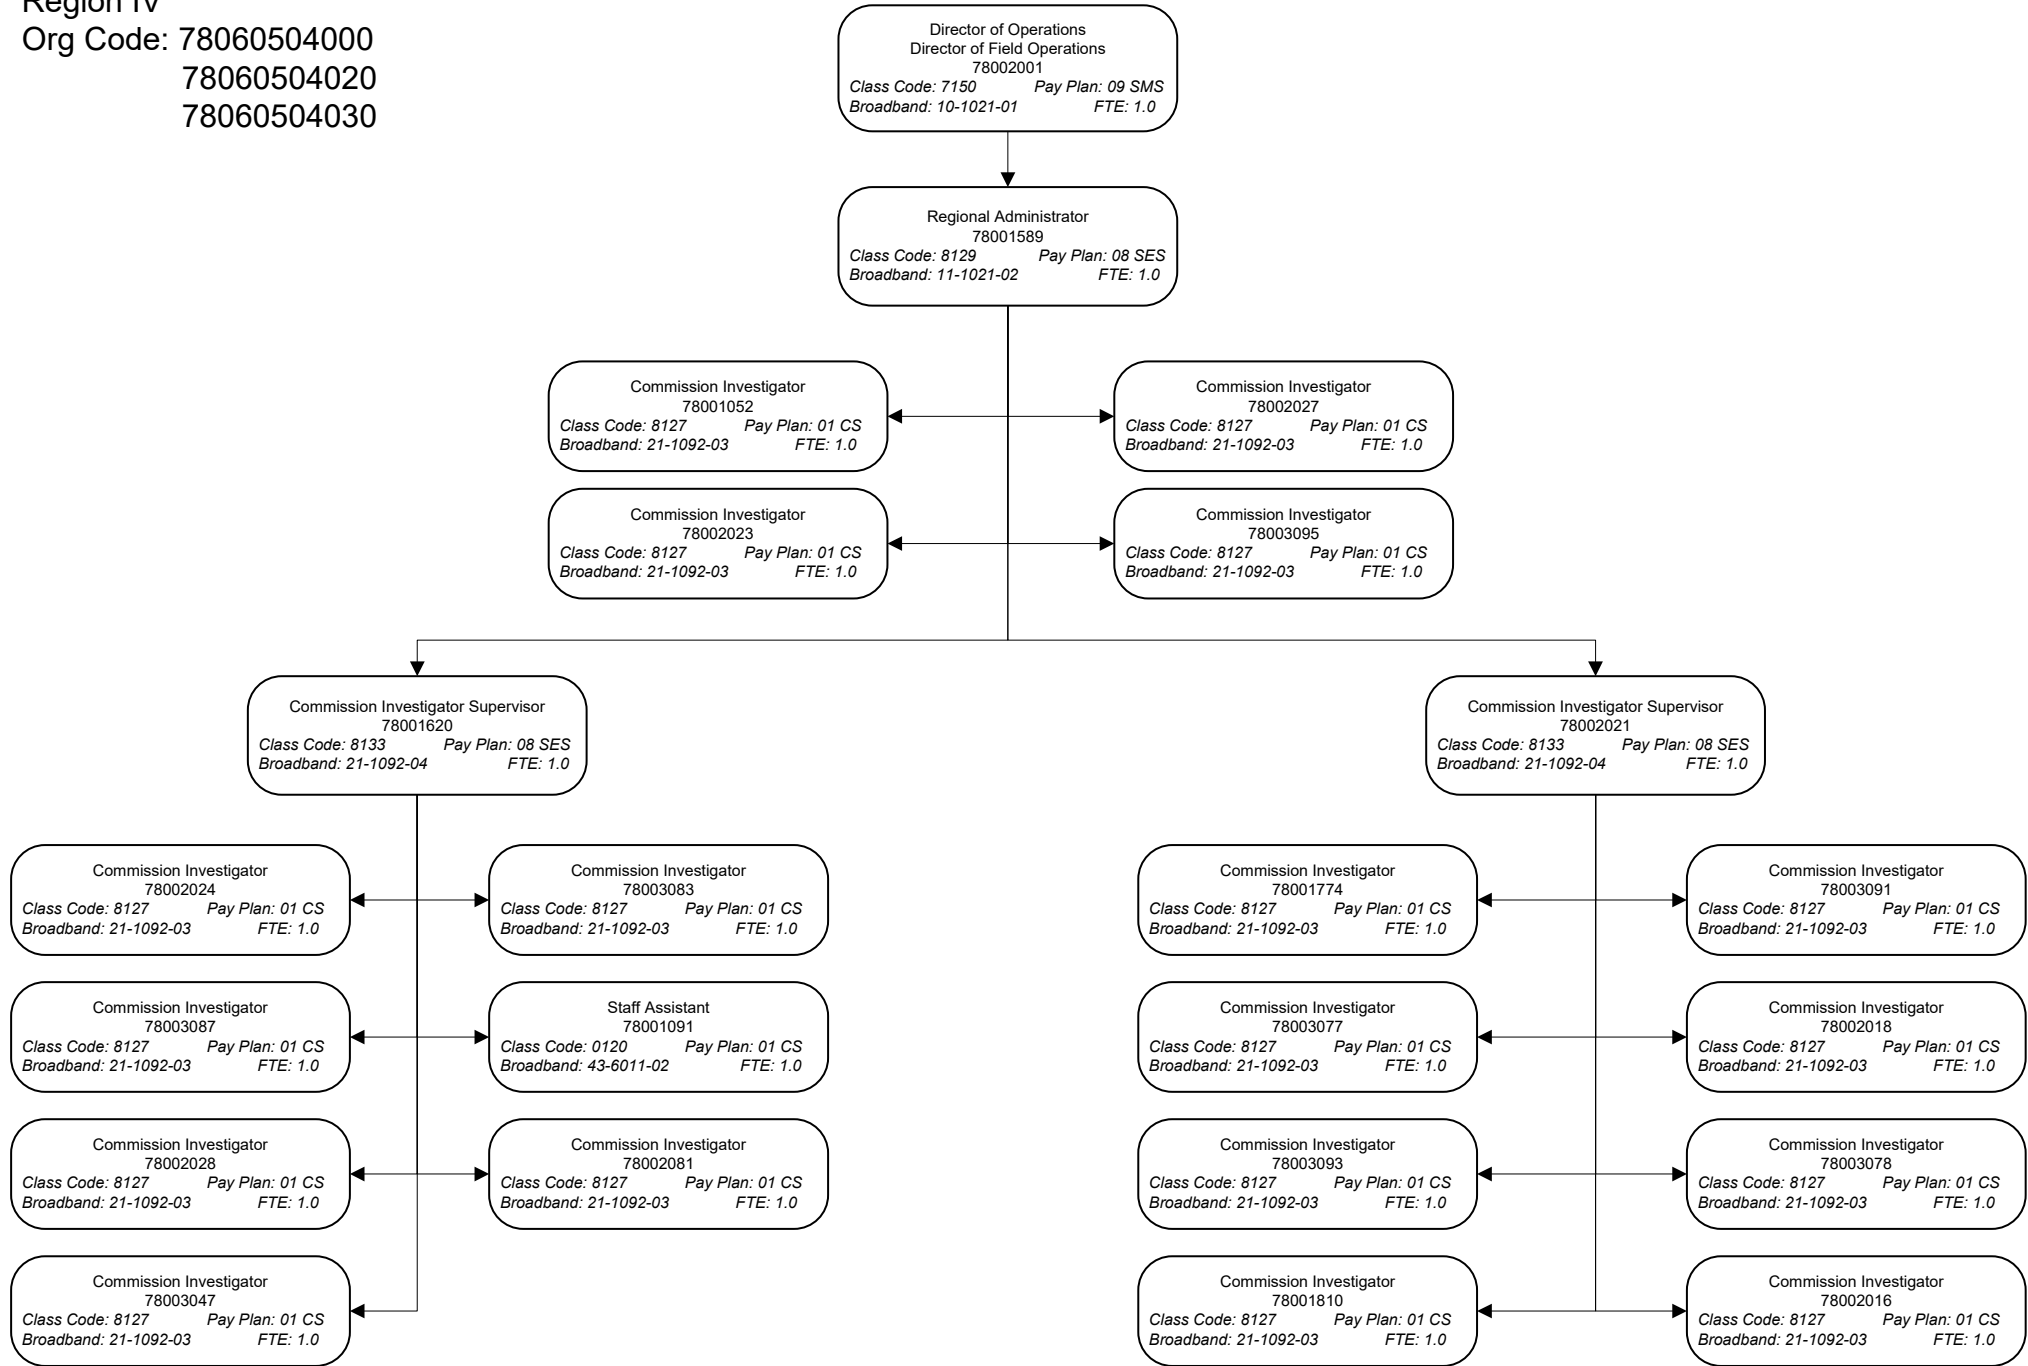 Region IV
Org Code: 78060504000
78060504020
78060504030
Director of Operations
Director of Field Operations
78002001
Class Code: 7150 Pay Plan: 09 SMS
Broadband: 10-1021-01 FTE: 1.0
Regional Administrator
78001589
Class Code: 8129 Pay Plan: 08 SES
Broadband: 11-1021-02 FTE: 1.0
Commission Investigator
78001052
Class Code: 8127 Pay Plan: 01 CS
Broadband: 21-1092-03 FTE: 1.0
Commission Investigator
78002027
Class Code: 8127 Pay Plan: 01 CS
Broadband: 21-1092-03 FTE: 1.0
Commission Investigator
78002023
Class Code: 8127 Pay Plan: 01 CS
Broadband: 21-1092-03 FTE: 1.0
Commission Investigator
78003095
Class Code: 8127 Pay Plan: 01 CS
Broadband: 21-1092-03 FTE: 1.0
Commission Investigator Supervisor
78001620
Class Code: 8133 Pay Plan: 08 SES
Broadband: 21-1092-04 FTE: 1.0
Commission Investigator Supervisor
78002021
Class Code: 8133 Pay Plan: 08 SES
Broadband: 21-1092-04 FTE: 1.0
Commission Investigator
78002024
Class Code: 8127 Pay Plan: 01 CS
Broadband: 21-1092-03 FTE: 1.0
Commission Investigator
78003083
Class Code: 8127 Pay Plan: 01 CS
Broadband: 21-1092-03 FTE: 1.0
Commission Investigator
78001774
Class Code: 8127 Pay Plan: 01 CS
Broadband: 21-1092-03 FTE: 1.0
Commission Investigator
78003091
Class Code: 8127 Pay Plan: 01 CS
Broadband: 21-1092-03 FTE: 1.0
Commission Investigator
78003087
Class Code: 8127 Pay Plan: 01 CS
Broadband: 21-1092-03 FTE: 1.0
Staff Assistant
78001091
Class Code: 0120 Pay Plan: 01 CS
Broadband: 43-6011-02 FTE: 1.0
Commission Investigator
78003077
Class Code: 8127 Pay Plan: 01 CS
Broadband: 21-1092-03 FTE: 1.0
Commission Investigator
78002018
Class Code: 8127 Pay Plan: 01 CS
Broadband: 21-1092-03 FTE: 1.0
Commission Investigator
78002028
Class Code: 8127 Pay Plan: 01 CS
Broadband: 21-1092-03 FTE: 1.0
Commission Investigator
78002081
Class Code: 8127 Pay Plan: 01 CS
Broadband: 21-1092-03 FTE: 1.0
Commission Investigator
78003093
Class Code: 8127 Pay Plan: 01 CS
Broadband: 21-1092-03 FTE: 1.0
Commission Investigator
78003078
Class Code: 8127 Pay Plan: 01 CS
Broadband: 21-1092-03 FTE: 1.0
Commission Investigator
78003047
Class Code: 8127 Pay Plan: 01 CS
Broadband: 21-1092-03 FTE: 1.0
Commission Investigator
78001810
Class Code: 8127 Pay Plan: 01 CS
Broadband: 21-1092-03 FTE: 1.0
Commission Investigator
78002016
Class Code: 8127 Pay Plan: 01 CS
Broadband: 21-1092-03 FTE: 1.0